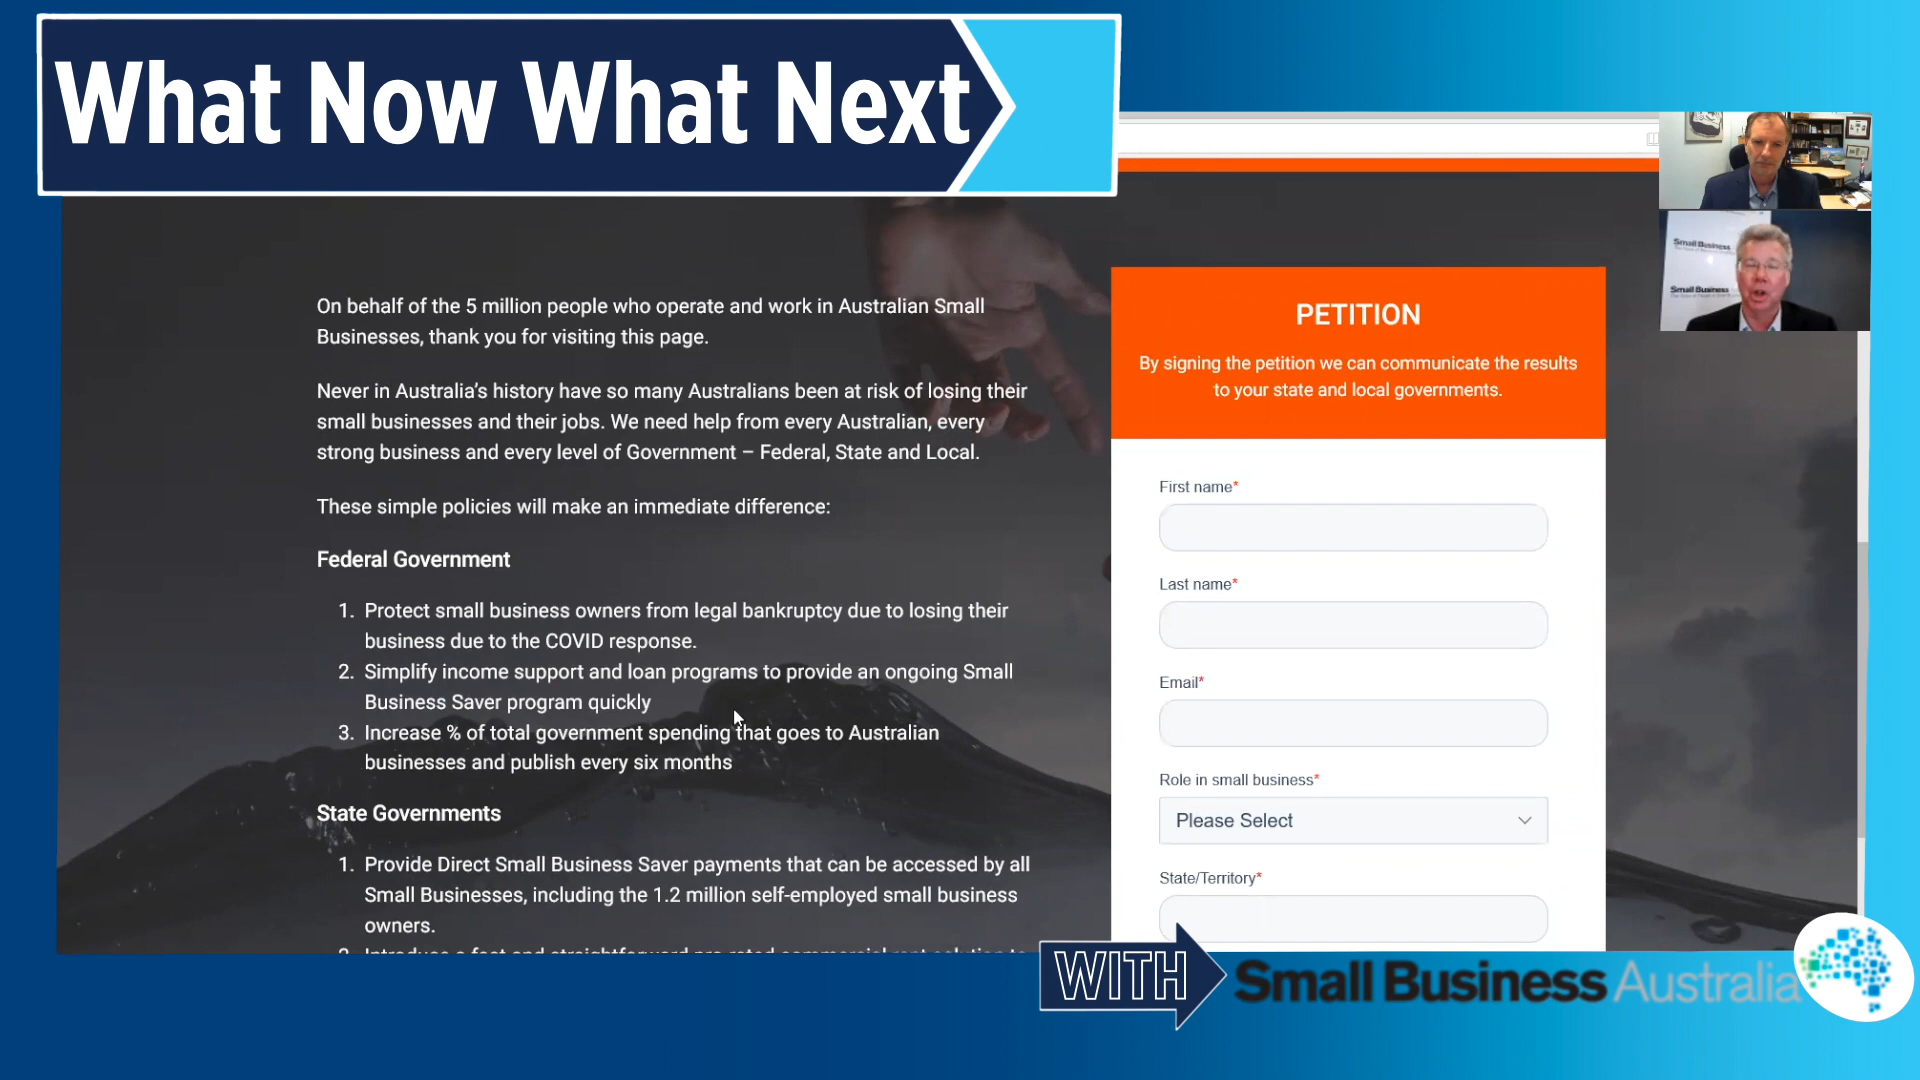 What Now What Next
On behalf of the 5 million people who operate and work in Australian Small
Businesses, thank you for visiting this page.
Never in Australia's history have so many Australians been at risk of losing their
small businesses and their jobs. We need help from every Australian, every
strong business and every level of Government – Federal, State and Local.
These simple policies will make an immediate difference:
Federal Government
1. Protect small business owners from legal bankruptcy due to losing their
business due to the COVID response.
2. Simplify income support and loan programs to provide an ongoing Small
Business Saver program quickly
3. Increase % of total government spending that goes to Australian
businesses and publish every six months
State Governments
1. Provide Direct Small Business Saver payments that can be accessed by all
Small Businesses, including the 1.2 million self-employed small business
owners.
PETITION
By signing the petition we can communicate the results
to your state and local governments.
First name*
Last name*
Email*
Role in small business*
Please Select
State/Territory*
Small Business
Small Business
WITH
Small Business Australia